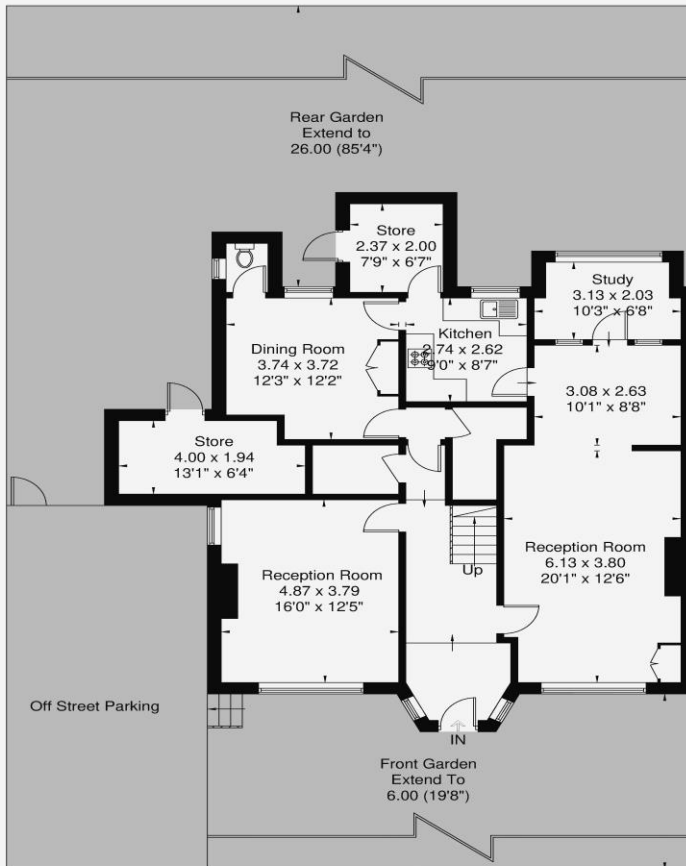 Rear Garden
Extend to
26.00 (85'4")
Store
2.37 x 2.00
7'9" x 6'7"
Study
3.13 x 2.03
10'3" x 6'8"
Kitchen
2.74 x 2.62
9'0" x 8'7"
Dining Room
3.74 x 3.72
12'3" x 12'2"
3.08 x 2.63
10'1" x 8'8"
Store
4.00 x 1.94
13'1" x 6'4"
Reception Room
4.87 x 3.79
16'0" x 12'5"
Up
Reception Room
6.13 x 3.80
20'1" x 12'6"
Off Street Parking
IN
Front Garden
Extend To
6.00 (19'8")